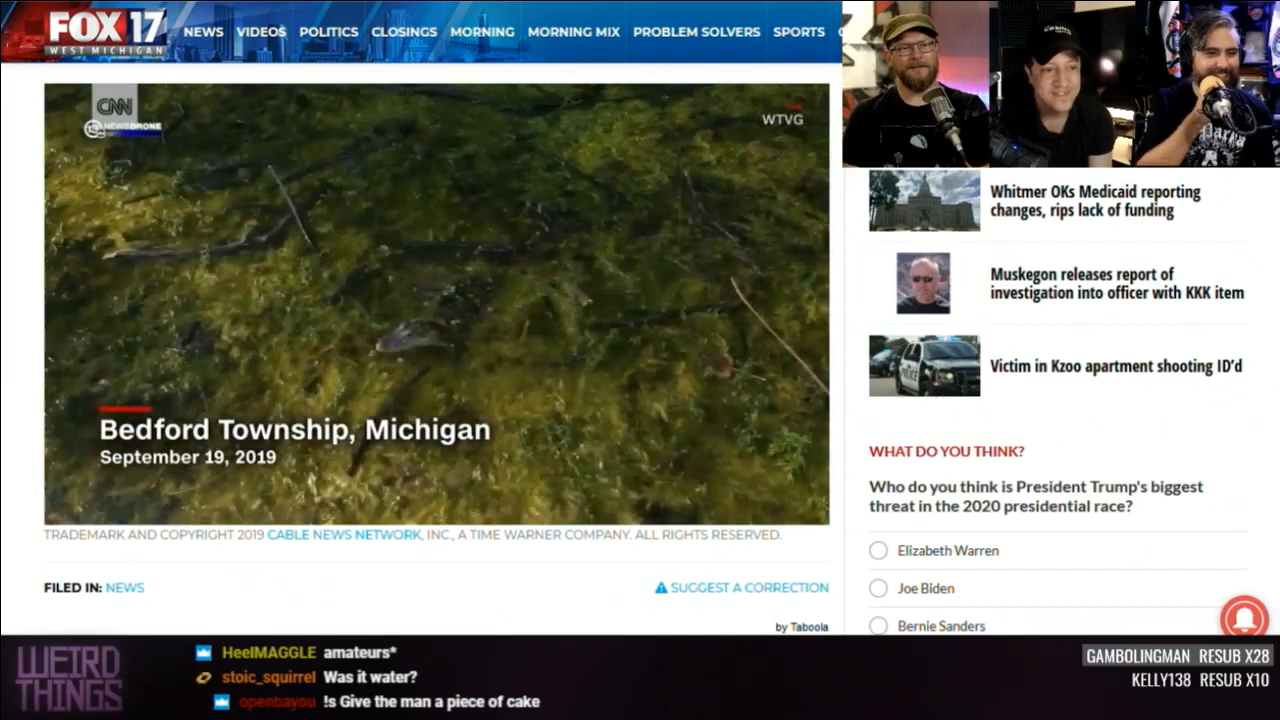 FOX 17
WEST MICHIGAN
NEWS VIDEOS POLITICS CLOSINGS MORNING MORNING MIX PROBLEM SOLVERS SPORTS
CNN
NEWSDRONE
WTVG
Bedford Township, Michigan
September 19, 2019
TRADEMARK AND COPYRIGHT 2019 CABLE NEWS NETWORK, INC., A TIME WARNER COMPANY. ALL RIGHTS RESERVED.
FILED IN: NEWS
SUGGEST A CORRECTION
by Taboola
Whitmer OKs Medicaid reporting
changes, rips lack of funding
Muskegon releases report of
investigation into officer with KKK item
Victim in Kzoo apartment shooting ID'd
WHAT DO YOU THINK?
Who do you think is President Trump's biggest
threat in the 2020 presidential race?
Elizabeth Warren
Joe Biden
Bernie Sanders
WEIRD
THINGS
HeelMAGGLE amateurs*
stoic_squirrel Was it water?
openbayou !s Give the man a piece of cake
GAMBOLINGMAN RESUB X28
KELLY138 RESUB X10